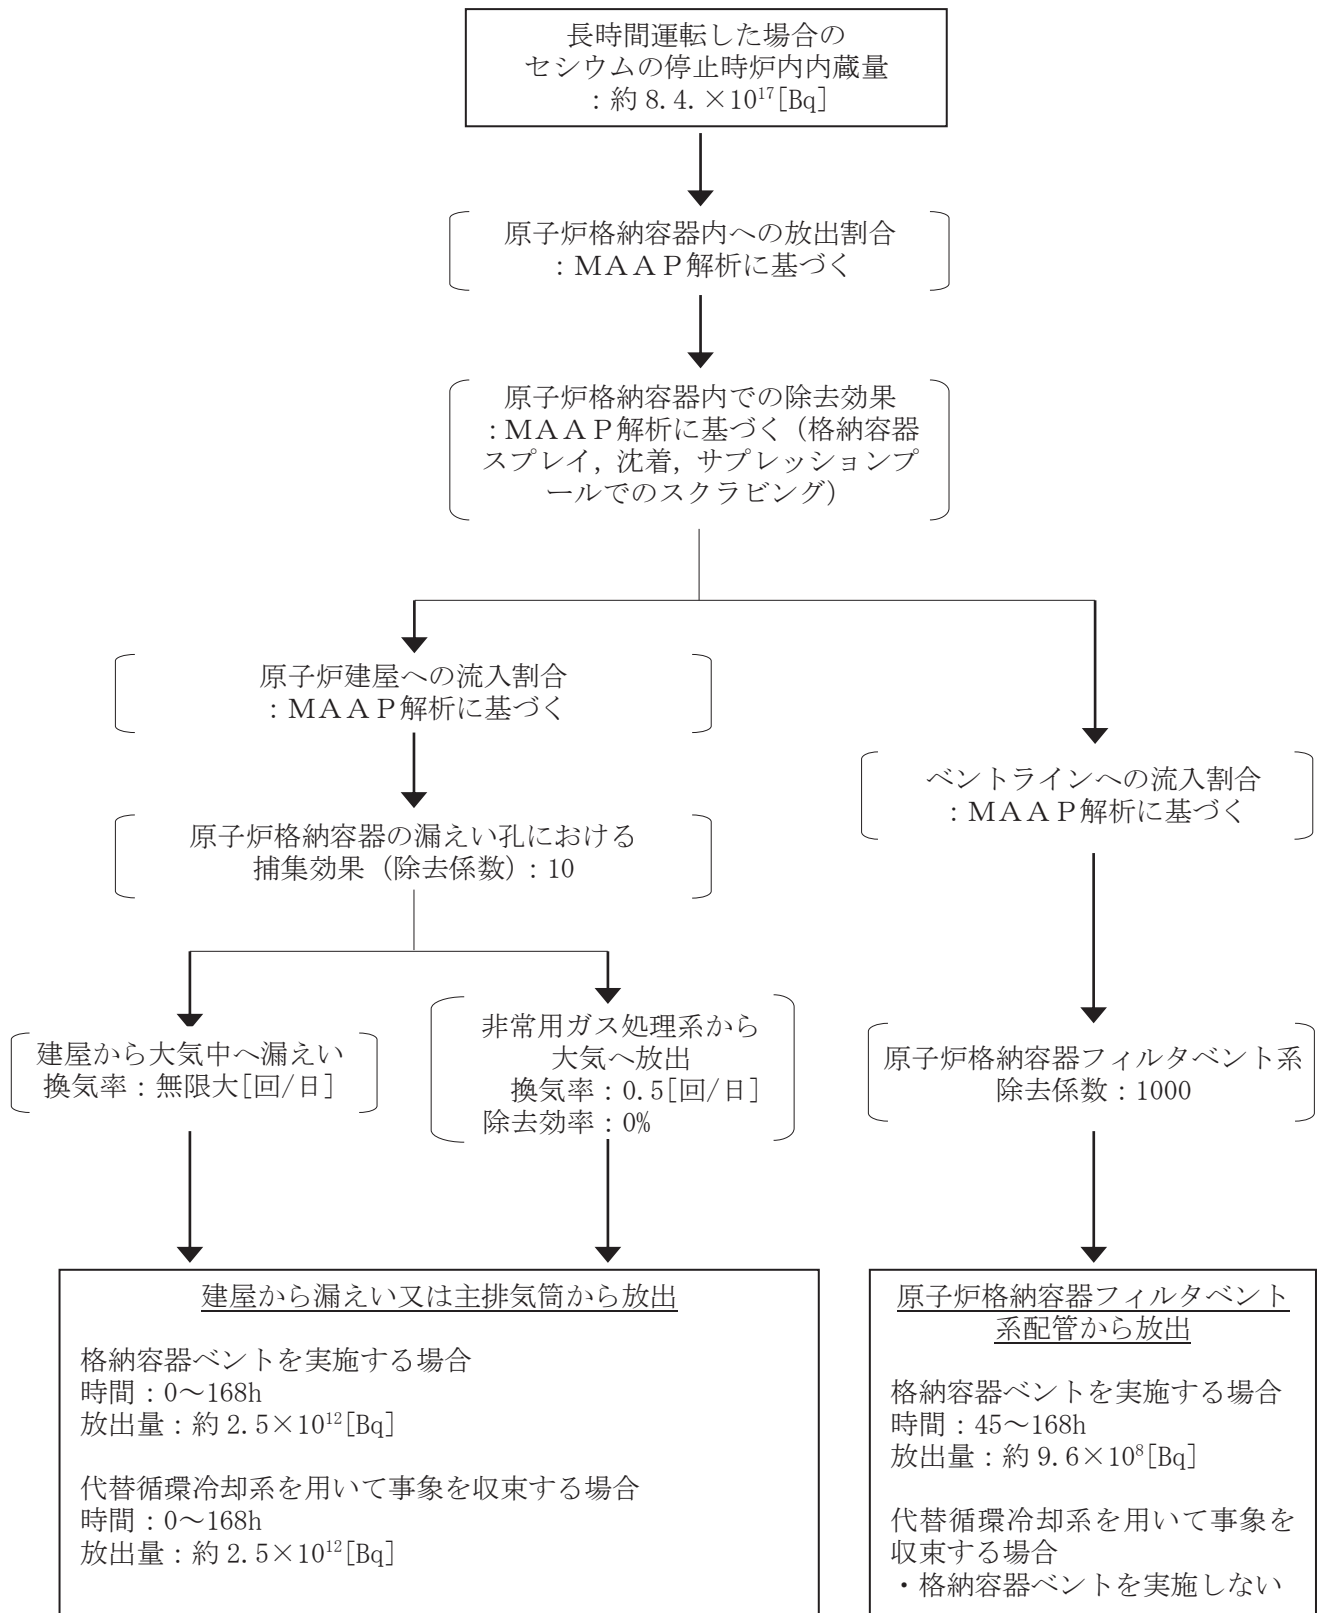 長時間運転した場合の
セシウムの停止時炉内内蔵量
：約 8.4.×10¹⁷[Bq]
原子炉格納容器内への放出割合
：ＭＡＡＰ解析に基づく
原子炉格納容器内での除去効果
：ＭＡＡＰ解析に基づく（格納容器
スプレイ, 沈着, サプレッションプ
ールでのスクラビング）
原子炉建屋への流入割合
：ＭＡＡＰ解析に基づく
ベントラインへの流入割合
：ＭＡＡＰ解析に基づく
原子炉格納容器の漏えい孔における
捕集効果（除去係数）：10
建屋から大気中へ漏えい
換気率：無限大[回/日]
非常用ガス処理系から
大気へ放出
換気率：0.5[回/日]
除去効率：0%
原子炉格納容器フィルタベント系
除去係数：1000
建屋から漏えい又は主排気筒から放出
格納容器ベントを実施する場合
時間：0～168h
放出量：約 2.5×10¹²[Bq]
代替循環冷却系を用いて事象を収束する場合
時間：0～168h
放出量：約 2.5×10¹²[Bq]
原子炉格納容器フィルタベント
系配管から放出
格納容器ベントを実施する場合
時間：45～168h
放出量：約 9.6×10⁸[Bq]
代替循環冷却系を用いて事象を
収束する場合
・格納容器ベントを実施しない